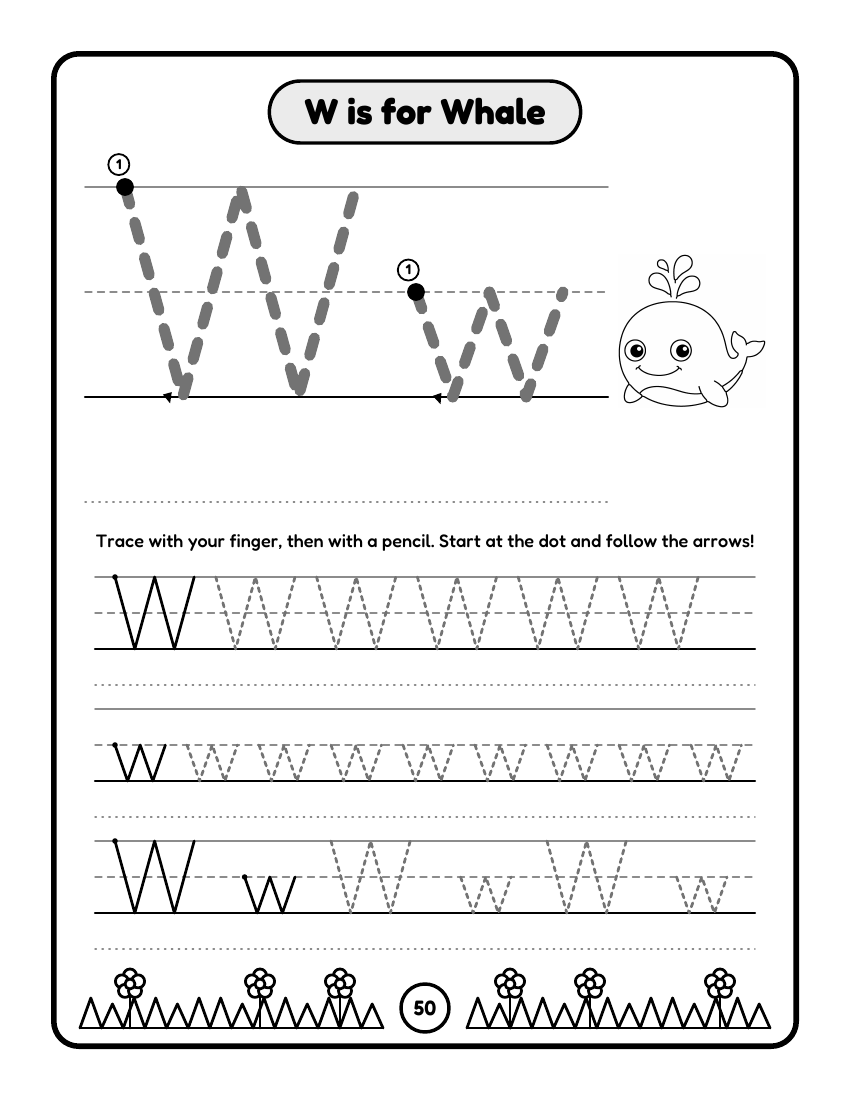 W is for Whale
1
W
1
w
Trace with your finger, then with a pencil. Start at the dot and follow the arrows!
W W W W W W
w w w w w w w w w
W w W w W w
50